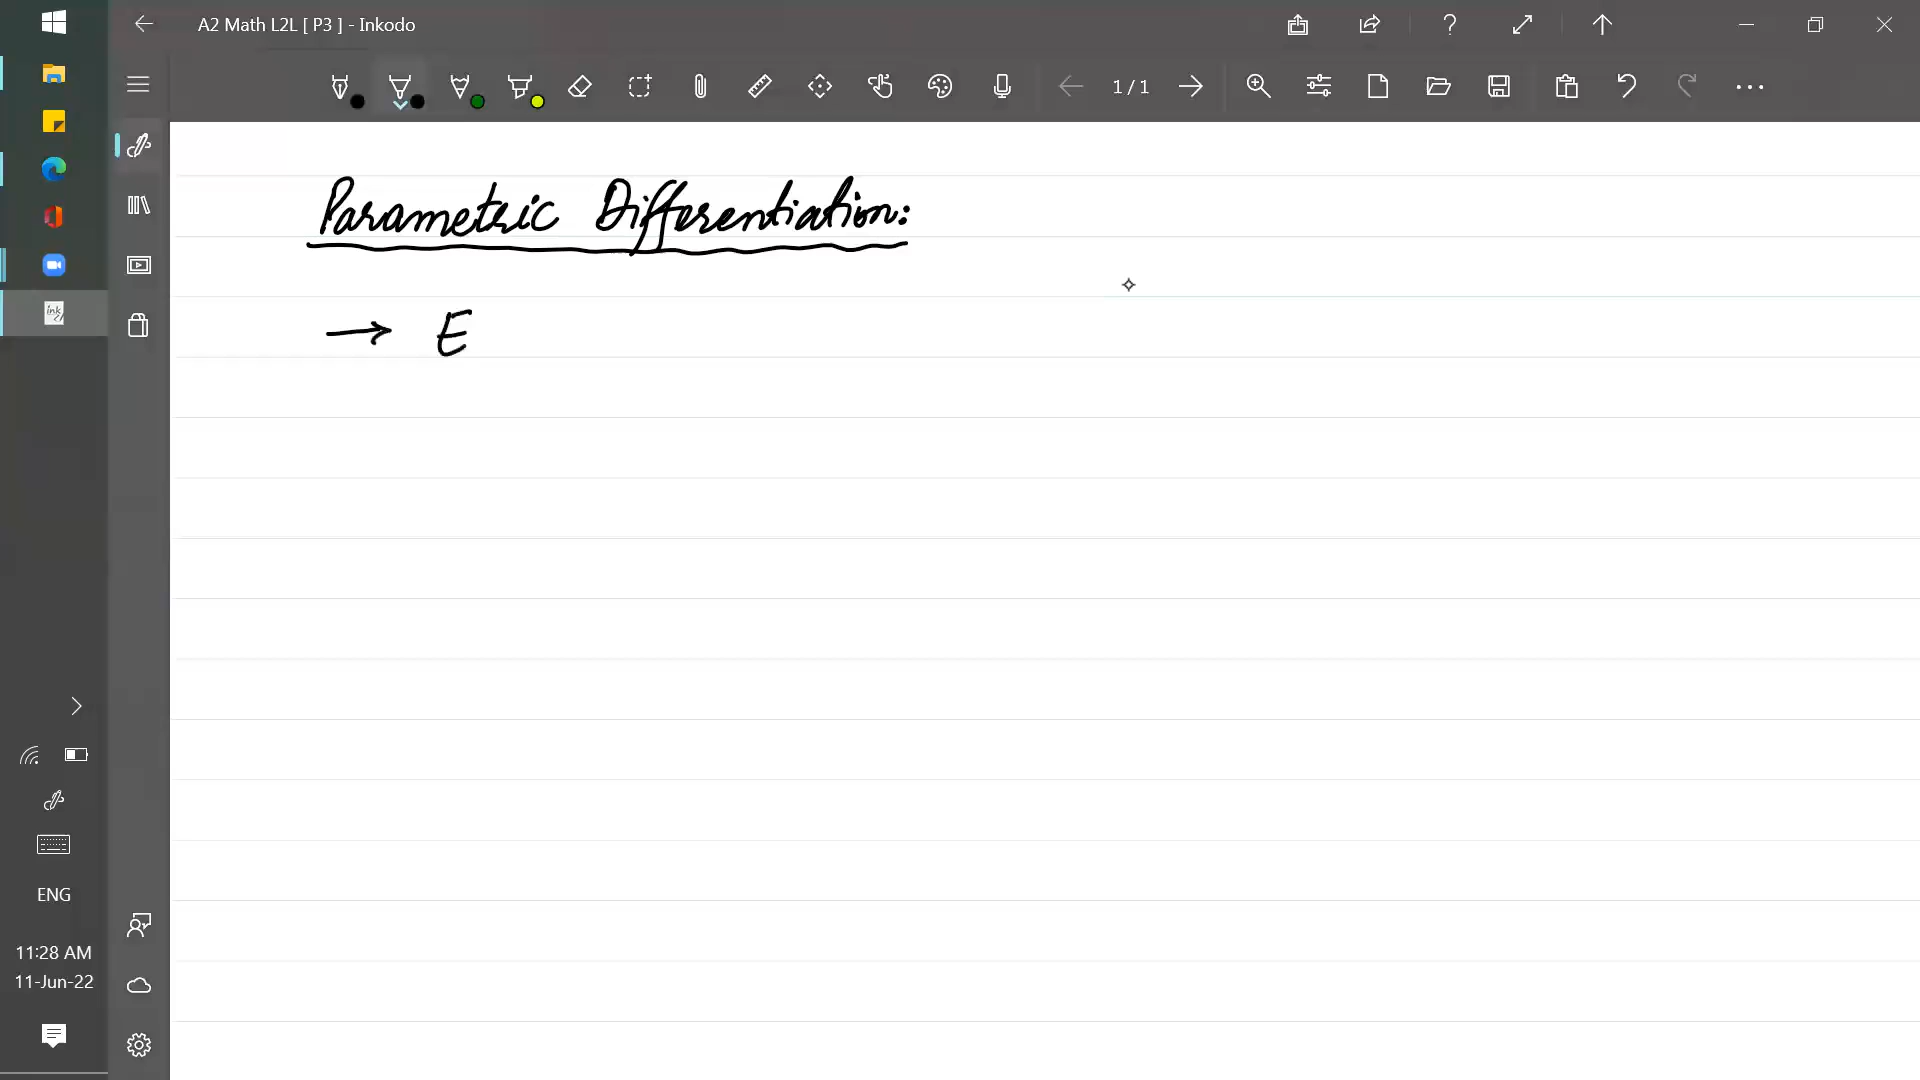 A2 Math L2L [ P3 ] - Inkodo
1 / 1
Parametric Differentiation:
→ E
ENG
11:28 AM
11-Jun-22